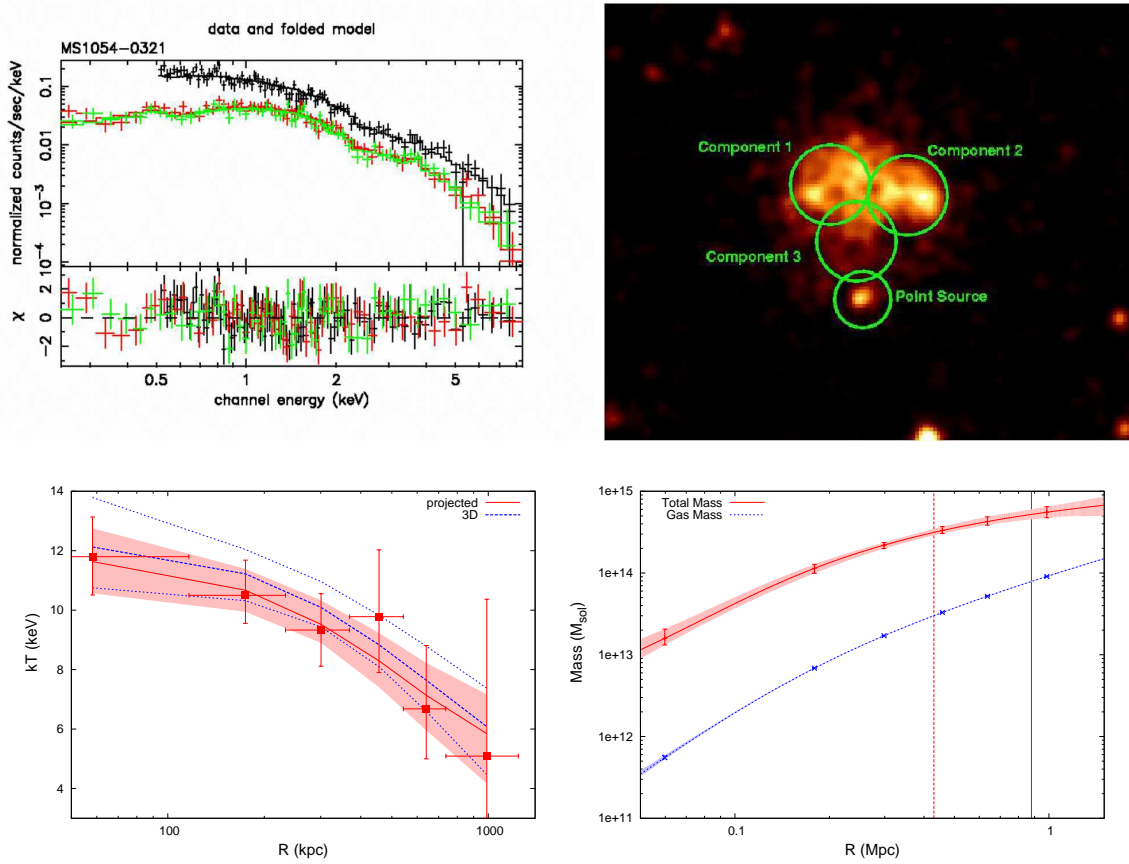 data and folded model
MS1054−0321
normalized counts/sec/keV
0.1
0.01
10−3
10−4
χ
2
0
−2
0.5
1
2
5
channel energy (keV)
Component 1
Component 2
Component 3
Point Source
projected
3D
kT (keV)
14
12
10
8
6
4
100
1000
R (kpc)
Total Mass
Gas Mass
Mass (Msol)
1e+15
1e+14
1e+13
1e+12
1e+11
0.1
1
R (Mpc)